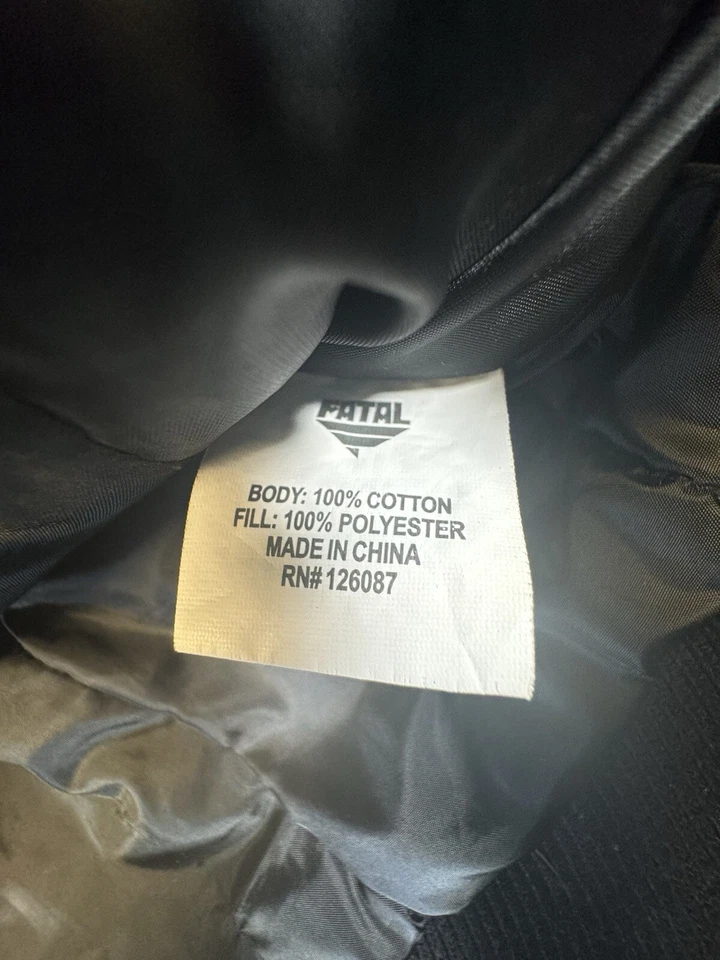 FATAL
BODY: 100% COTTON
FILL: 100% POLYESTER
MADE IN CHINA
RN# 126087